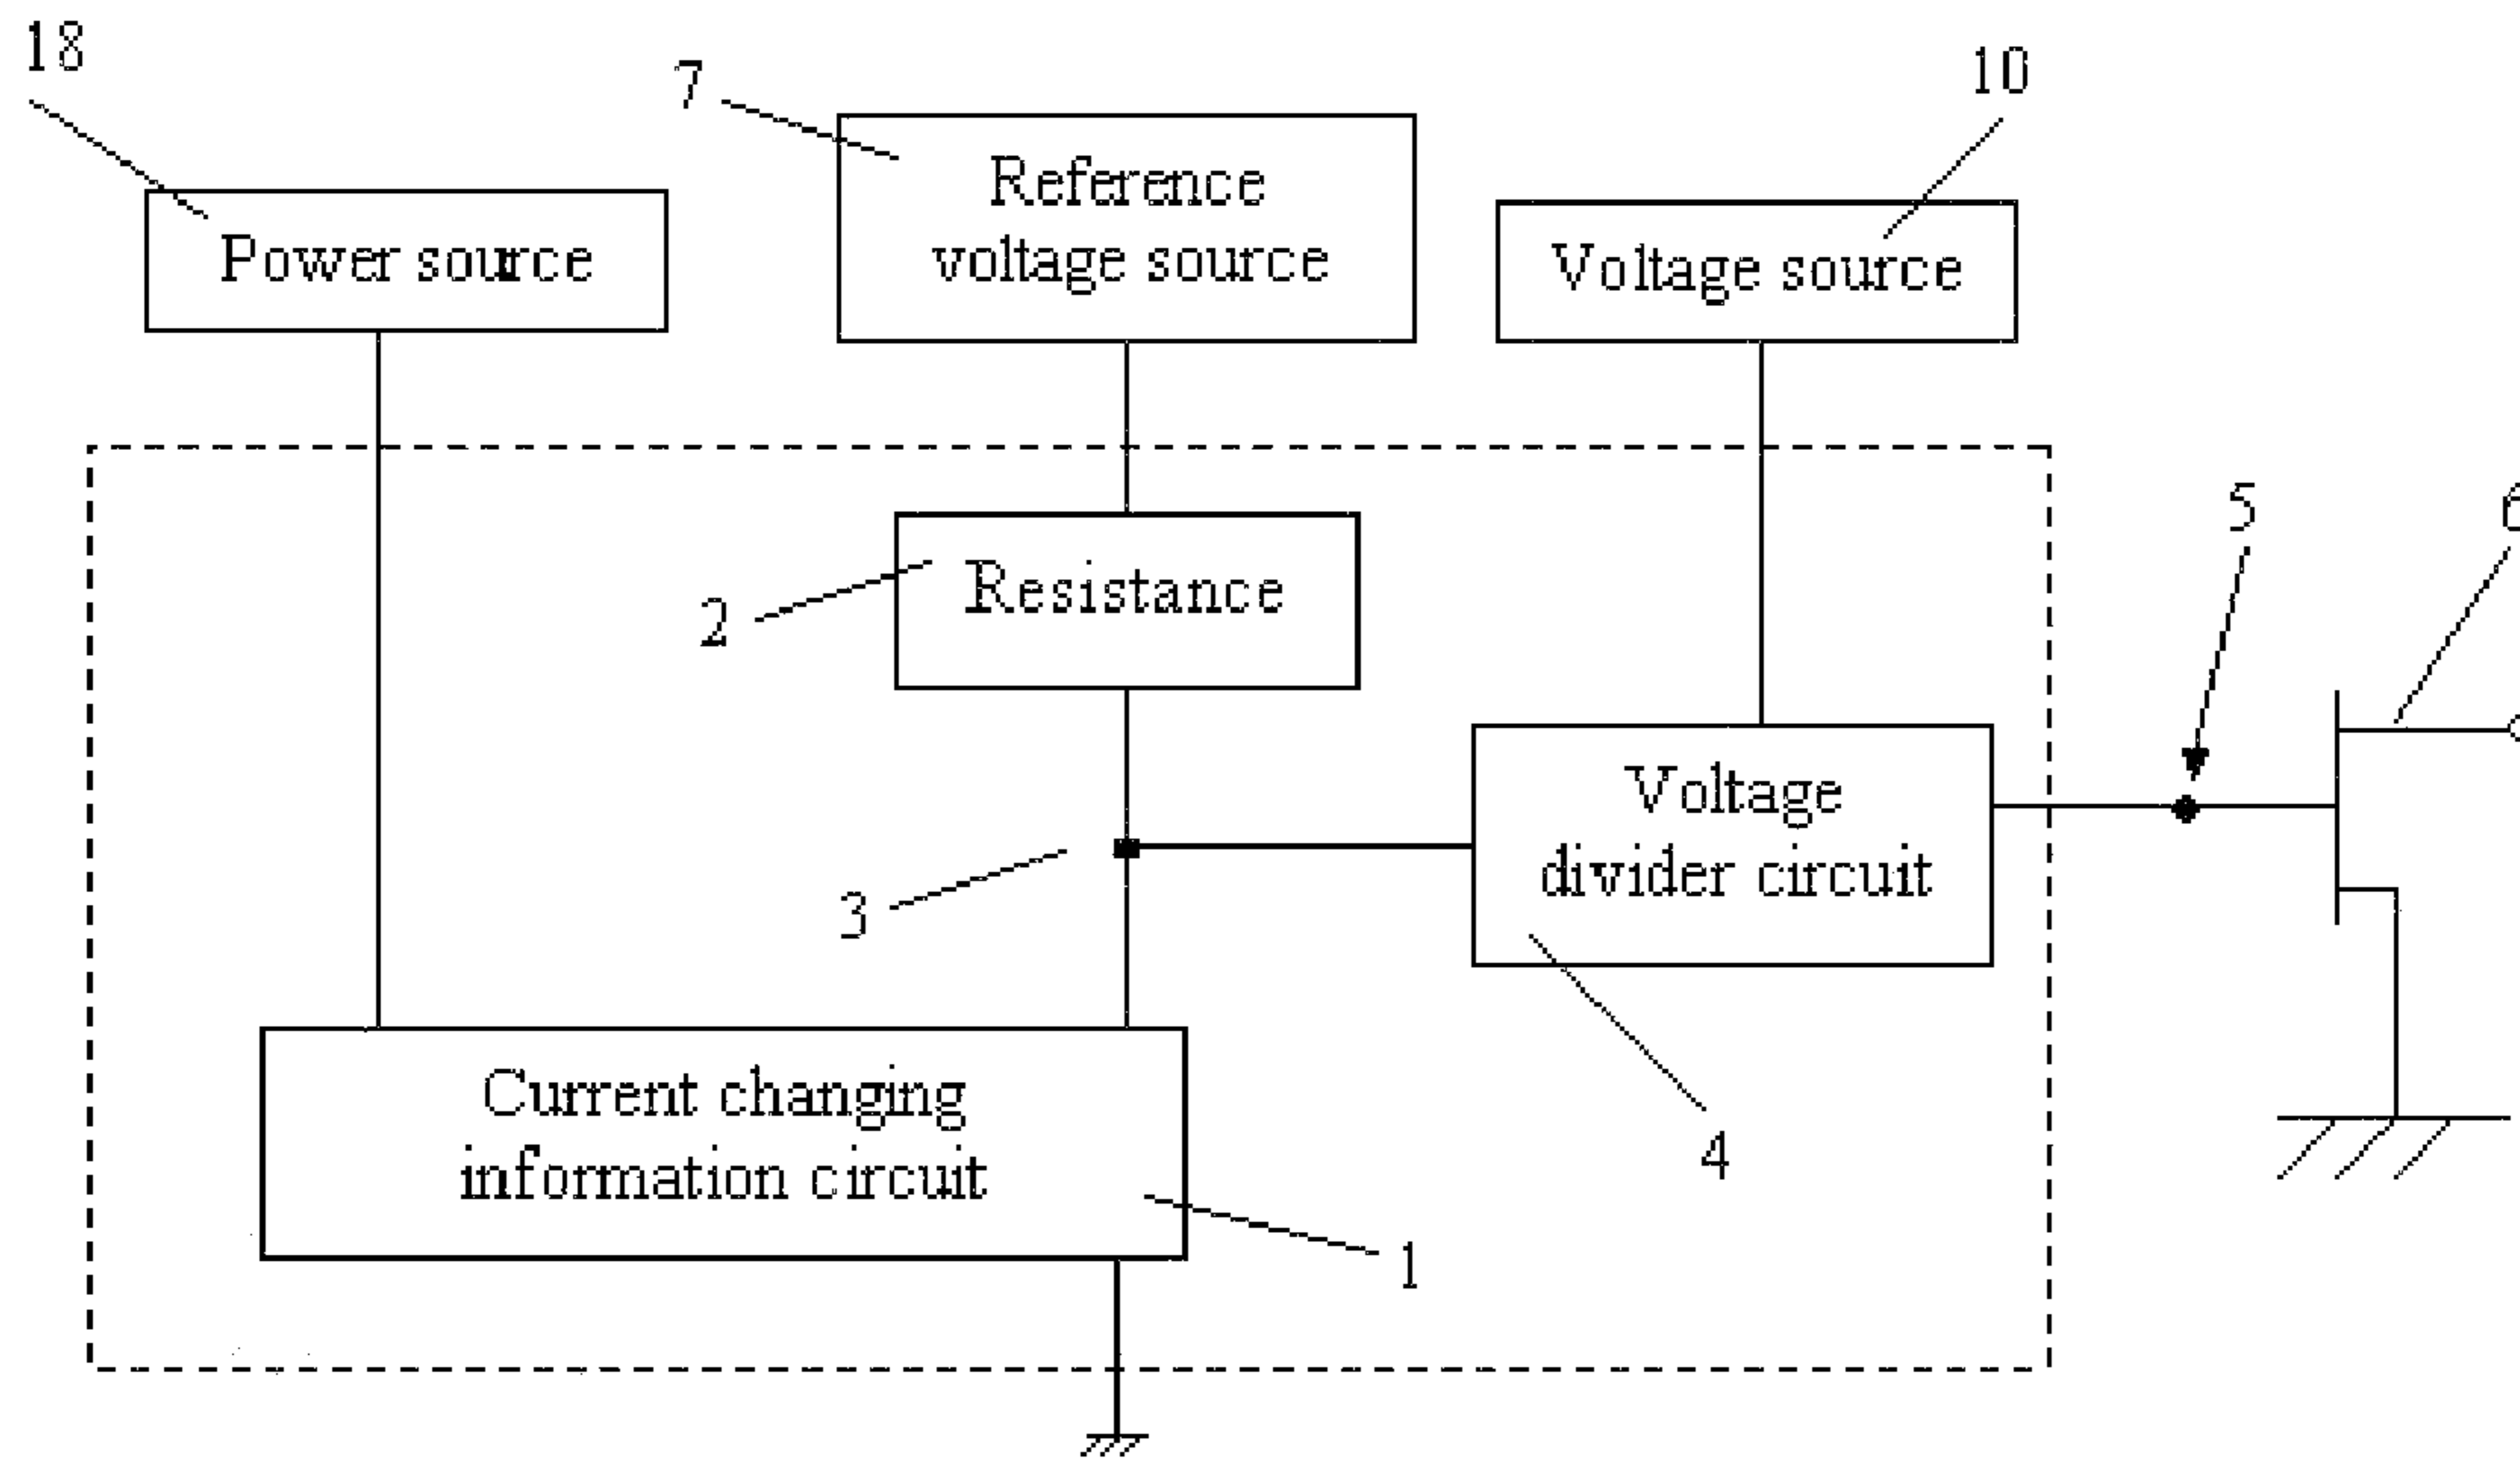 18
7
10
Reference
voltage source
Power source
Voltage source
5
6
Resistance
2
Voltage
divider circuit
3
Current changing
information circuit
4
1